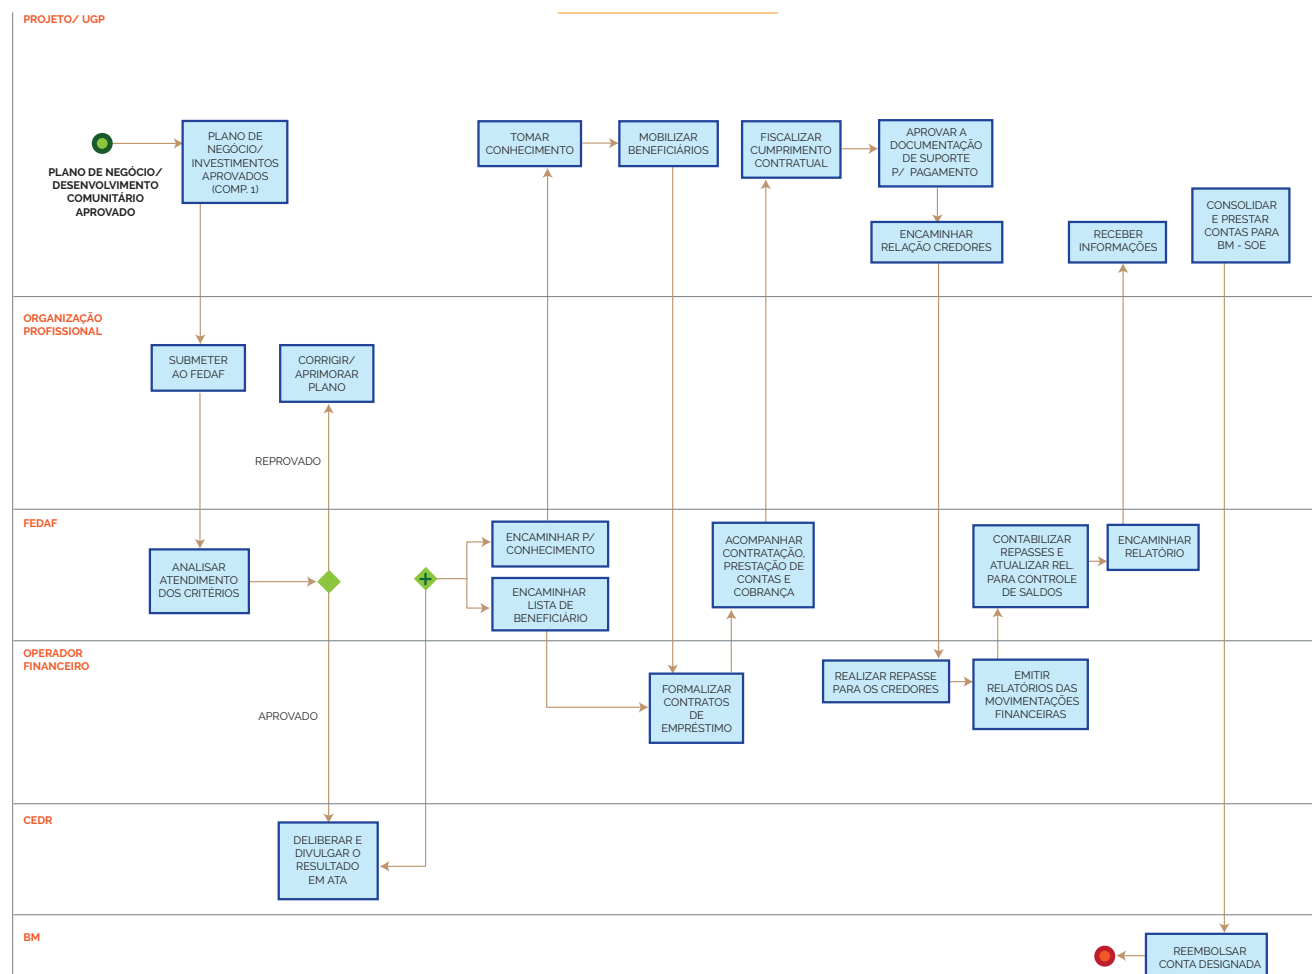 PROJETO/ UGP
PLANO DE NEGÓCIO/
DESENVOLVIMENTO
COMUNITÁRIO
APROVADO
PLANO DE
NEGÓCIO/
INVESTIMENTOS
APROVADOS
(COMP. 1)
TOMAR
CONHECIMENTO
MOBILIZAR
BENEFICIÁRIOS
FISCALIZAR
CUMPRIMENTO
CONTRATUAL
APROVAR A
DOCUMENTAÇÃO
DE SUPORTE
P/ PAGAMENTO
ENCAMINHAR
RELAÇÃO CREDORES
RECEBER
INFORMAÇÕES
CONSOLIDAR
E PRESTAR
CONTAS PARA
BM - SOE
ORGANIZAÇÃO
PROFISSIONAL
SUBMETER
AO FEDAF
CORRIGIR/
APRIMORAR
PLANO
REPROVADO
FEDAF
ANALISAR
ATENDIMENTO
DOS CRITÉRIOS
ENCAMINHAR P/
CONHECIMENTO
ENCAMINHAR
LISTA DE
BENEFICIÁRIO
ACOMPANHAR
CONTRATAÇÃO,
PRESTAÇÃO DE
CONTAS E
COBRANÇA
CONTABILIZAR
REPASSES E
ATUALIZAR REL.
PARA CONTROLE
DE SALDOS
ENCAMINHAR
RELATÓRIO
OPERADOR
FINANCEIRO
APROVADO
FORMALIZAR
CONTRATOS
DE
EMPRÉSTIMO
REALIZAR REPASSE
PARA OS CREDORES
EMITIR
RELATÓRIOS DAS
MOVIMENTAÇÕES
FINANCEIRAS
CEDR
DELIBERAR E
DIVULGAR O
RESULTADO
EM ATA
BM
REEMBOLSAR
CONTA DESIGNADA